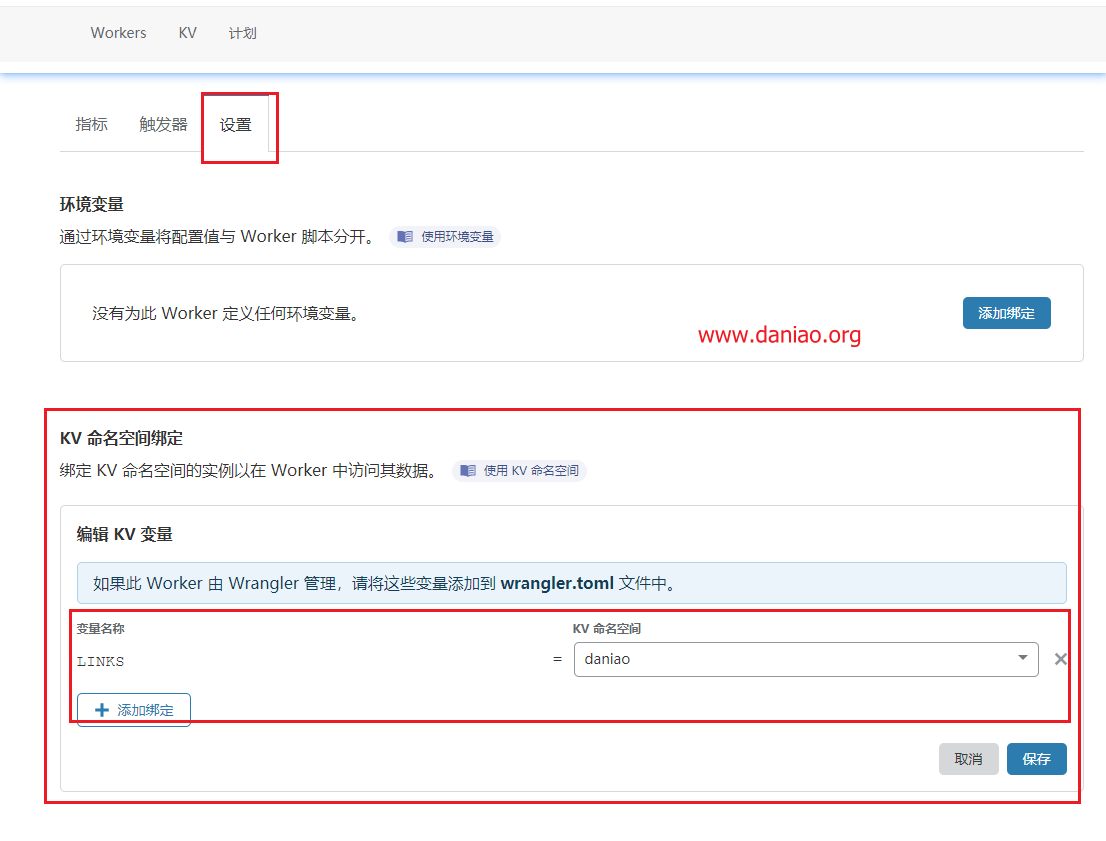 Workers KV 计划
指标 触发器 设置
环境变量
通过环境变量将配置值与 Worker 脚本分开。 使用环境变量
没有为此 Worker 定义任何环境变量。 添加绑定
www.daniao.org
KV 命名空间绑定
绑定 KV 命名空间的实例以在 Worker 中访问其数据。 使用 KV 命名空间
编辑 KV 变量
如果此 Worker 由 Wrangler 管理，请将这些变量添加到 wrangler.toml 文件中。
变量名称 KV 命名空间
LINKS = daniao
添加绑定
取消 保存